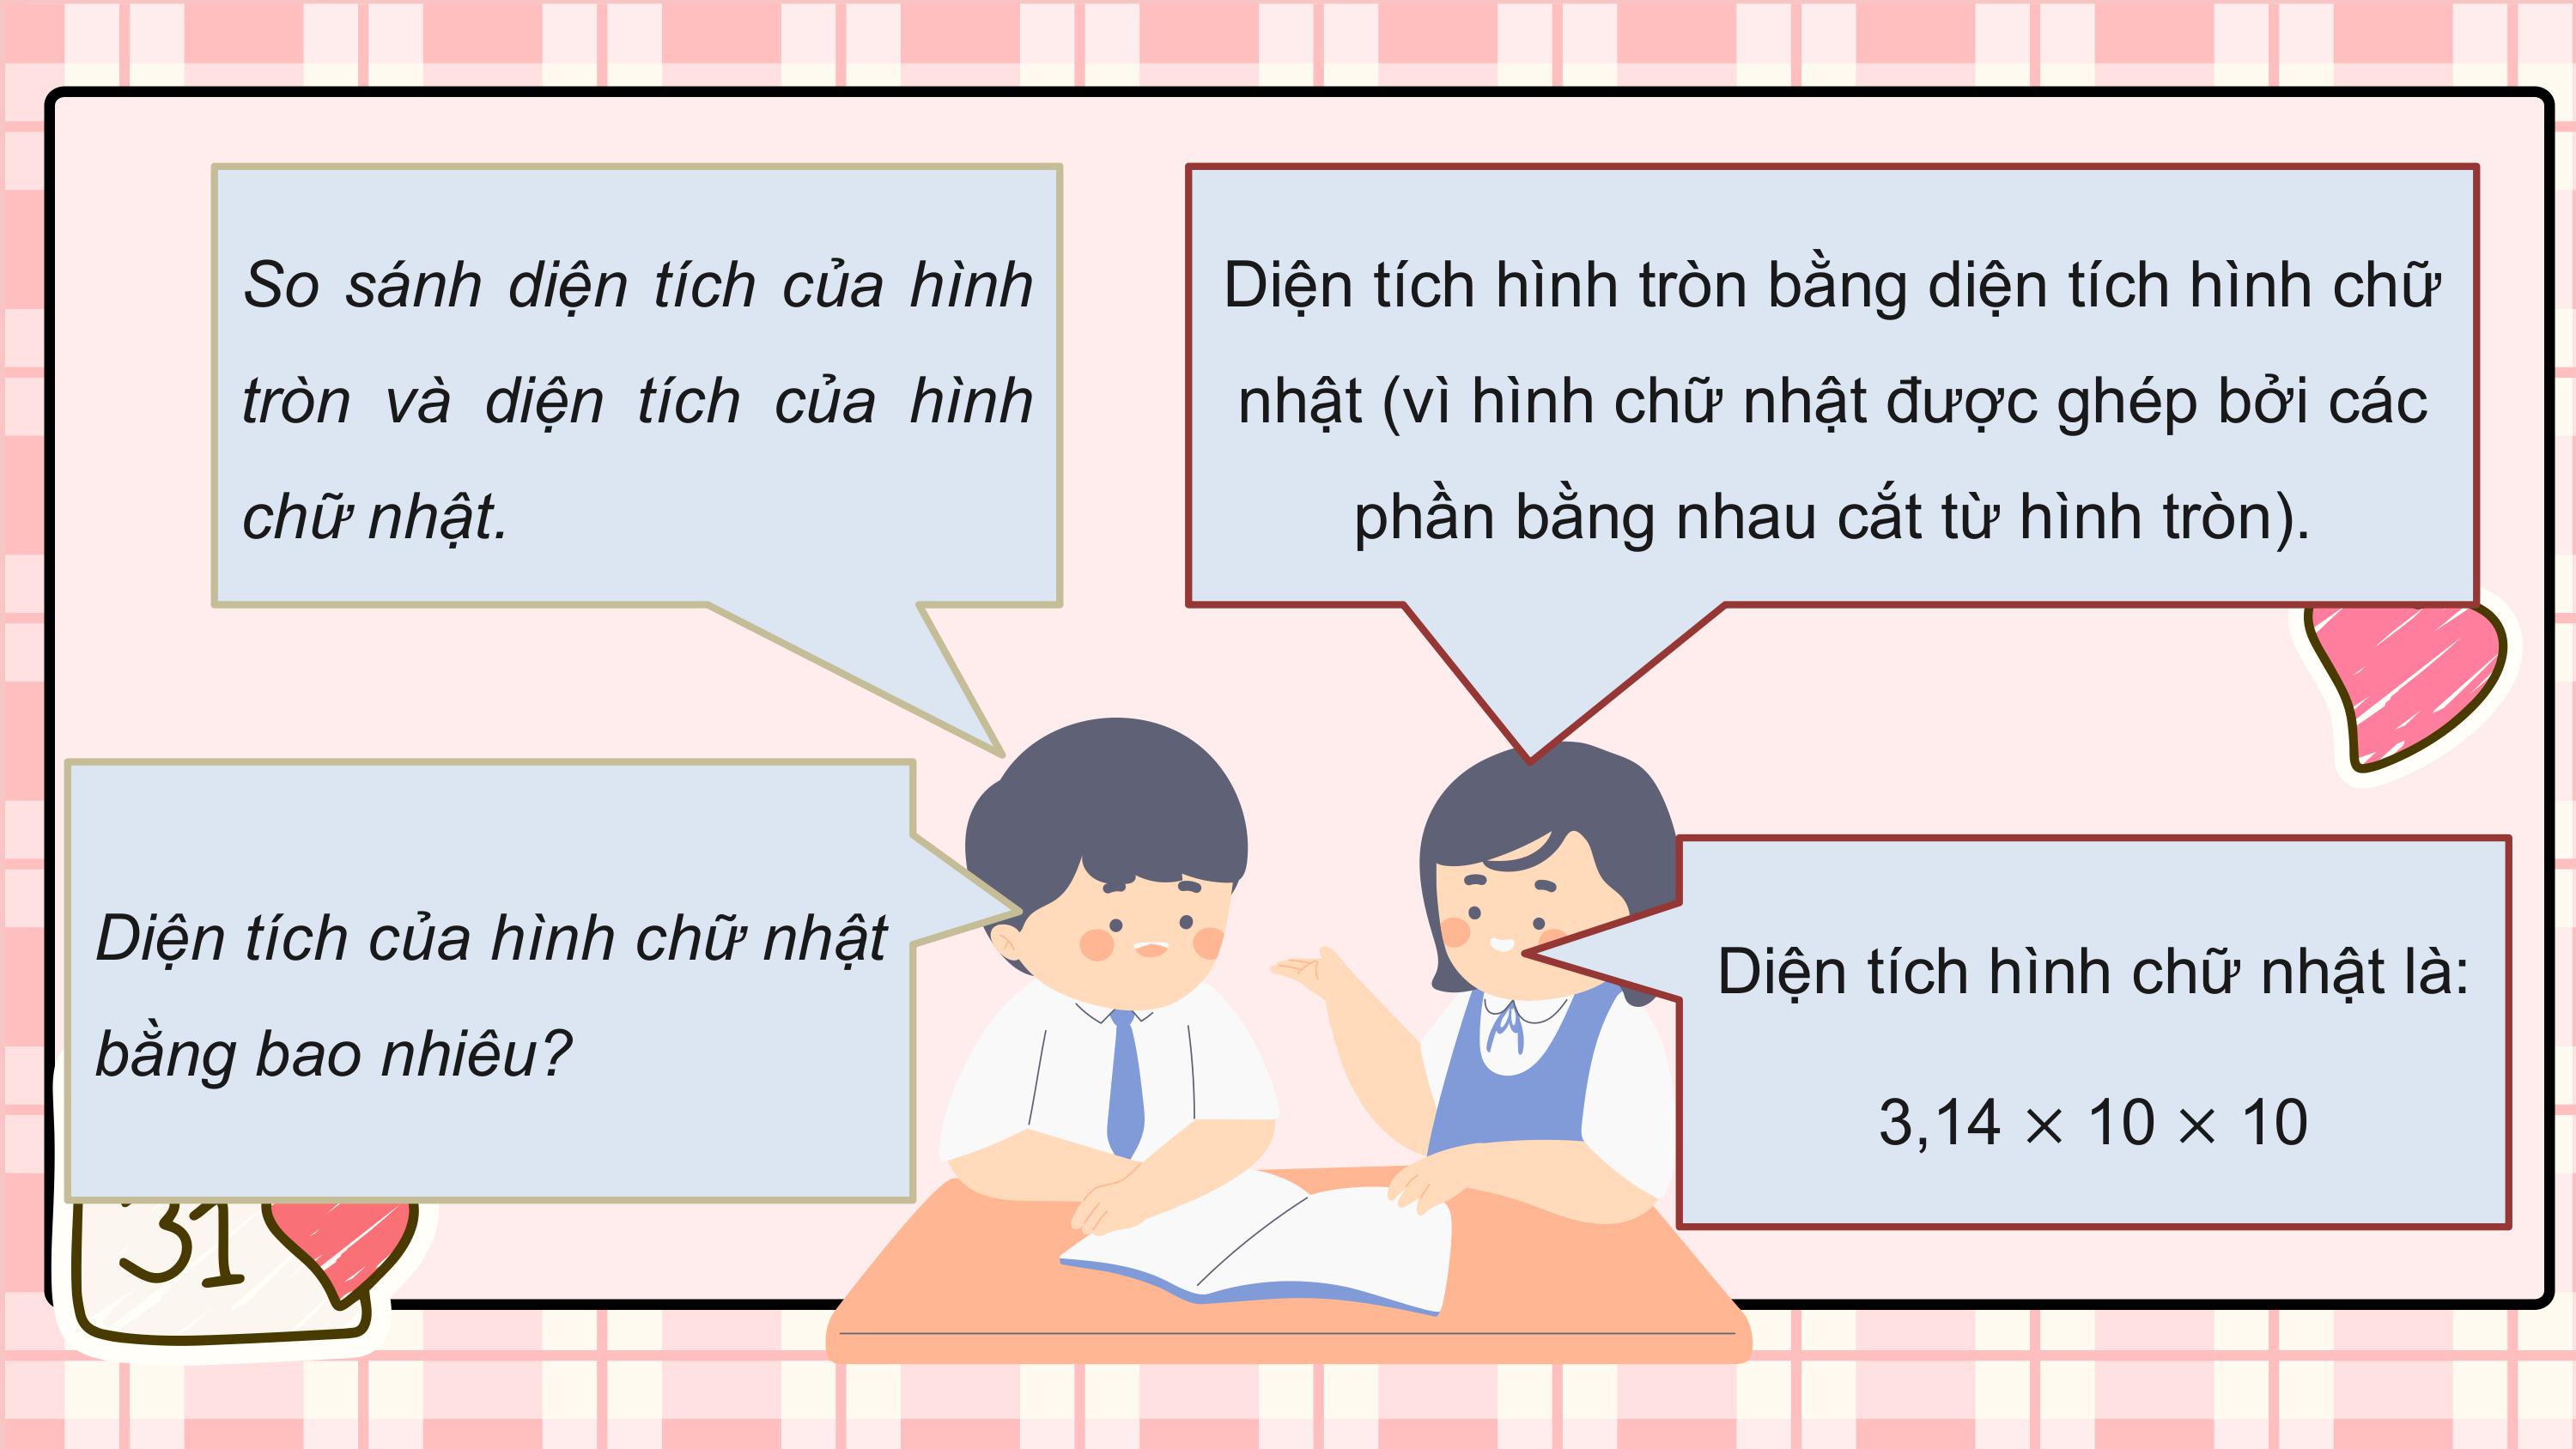 So sánh diện tích của hình
tròn và diện tích của hình
chữ nhật.
Diện tích hình tròn bằng diện tích hình chữ
nhật (vì hình chữ nhật được ghép bởi các
phần bằng nhau cắt từ hình tròn).
Diện tích của hình chữ nhật
bằng bao nhiêu?
Diện tích hình chữ nhật là:
3,14 × 10 × 10
31